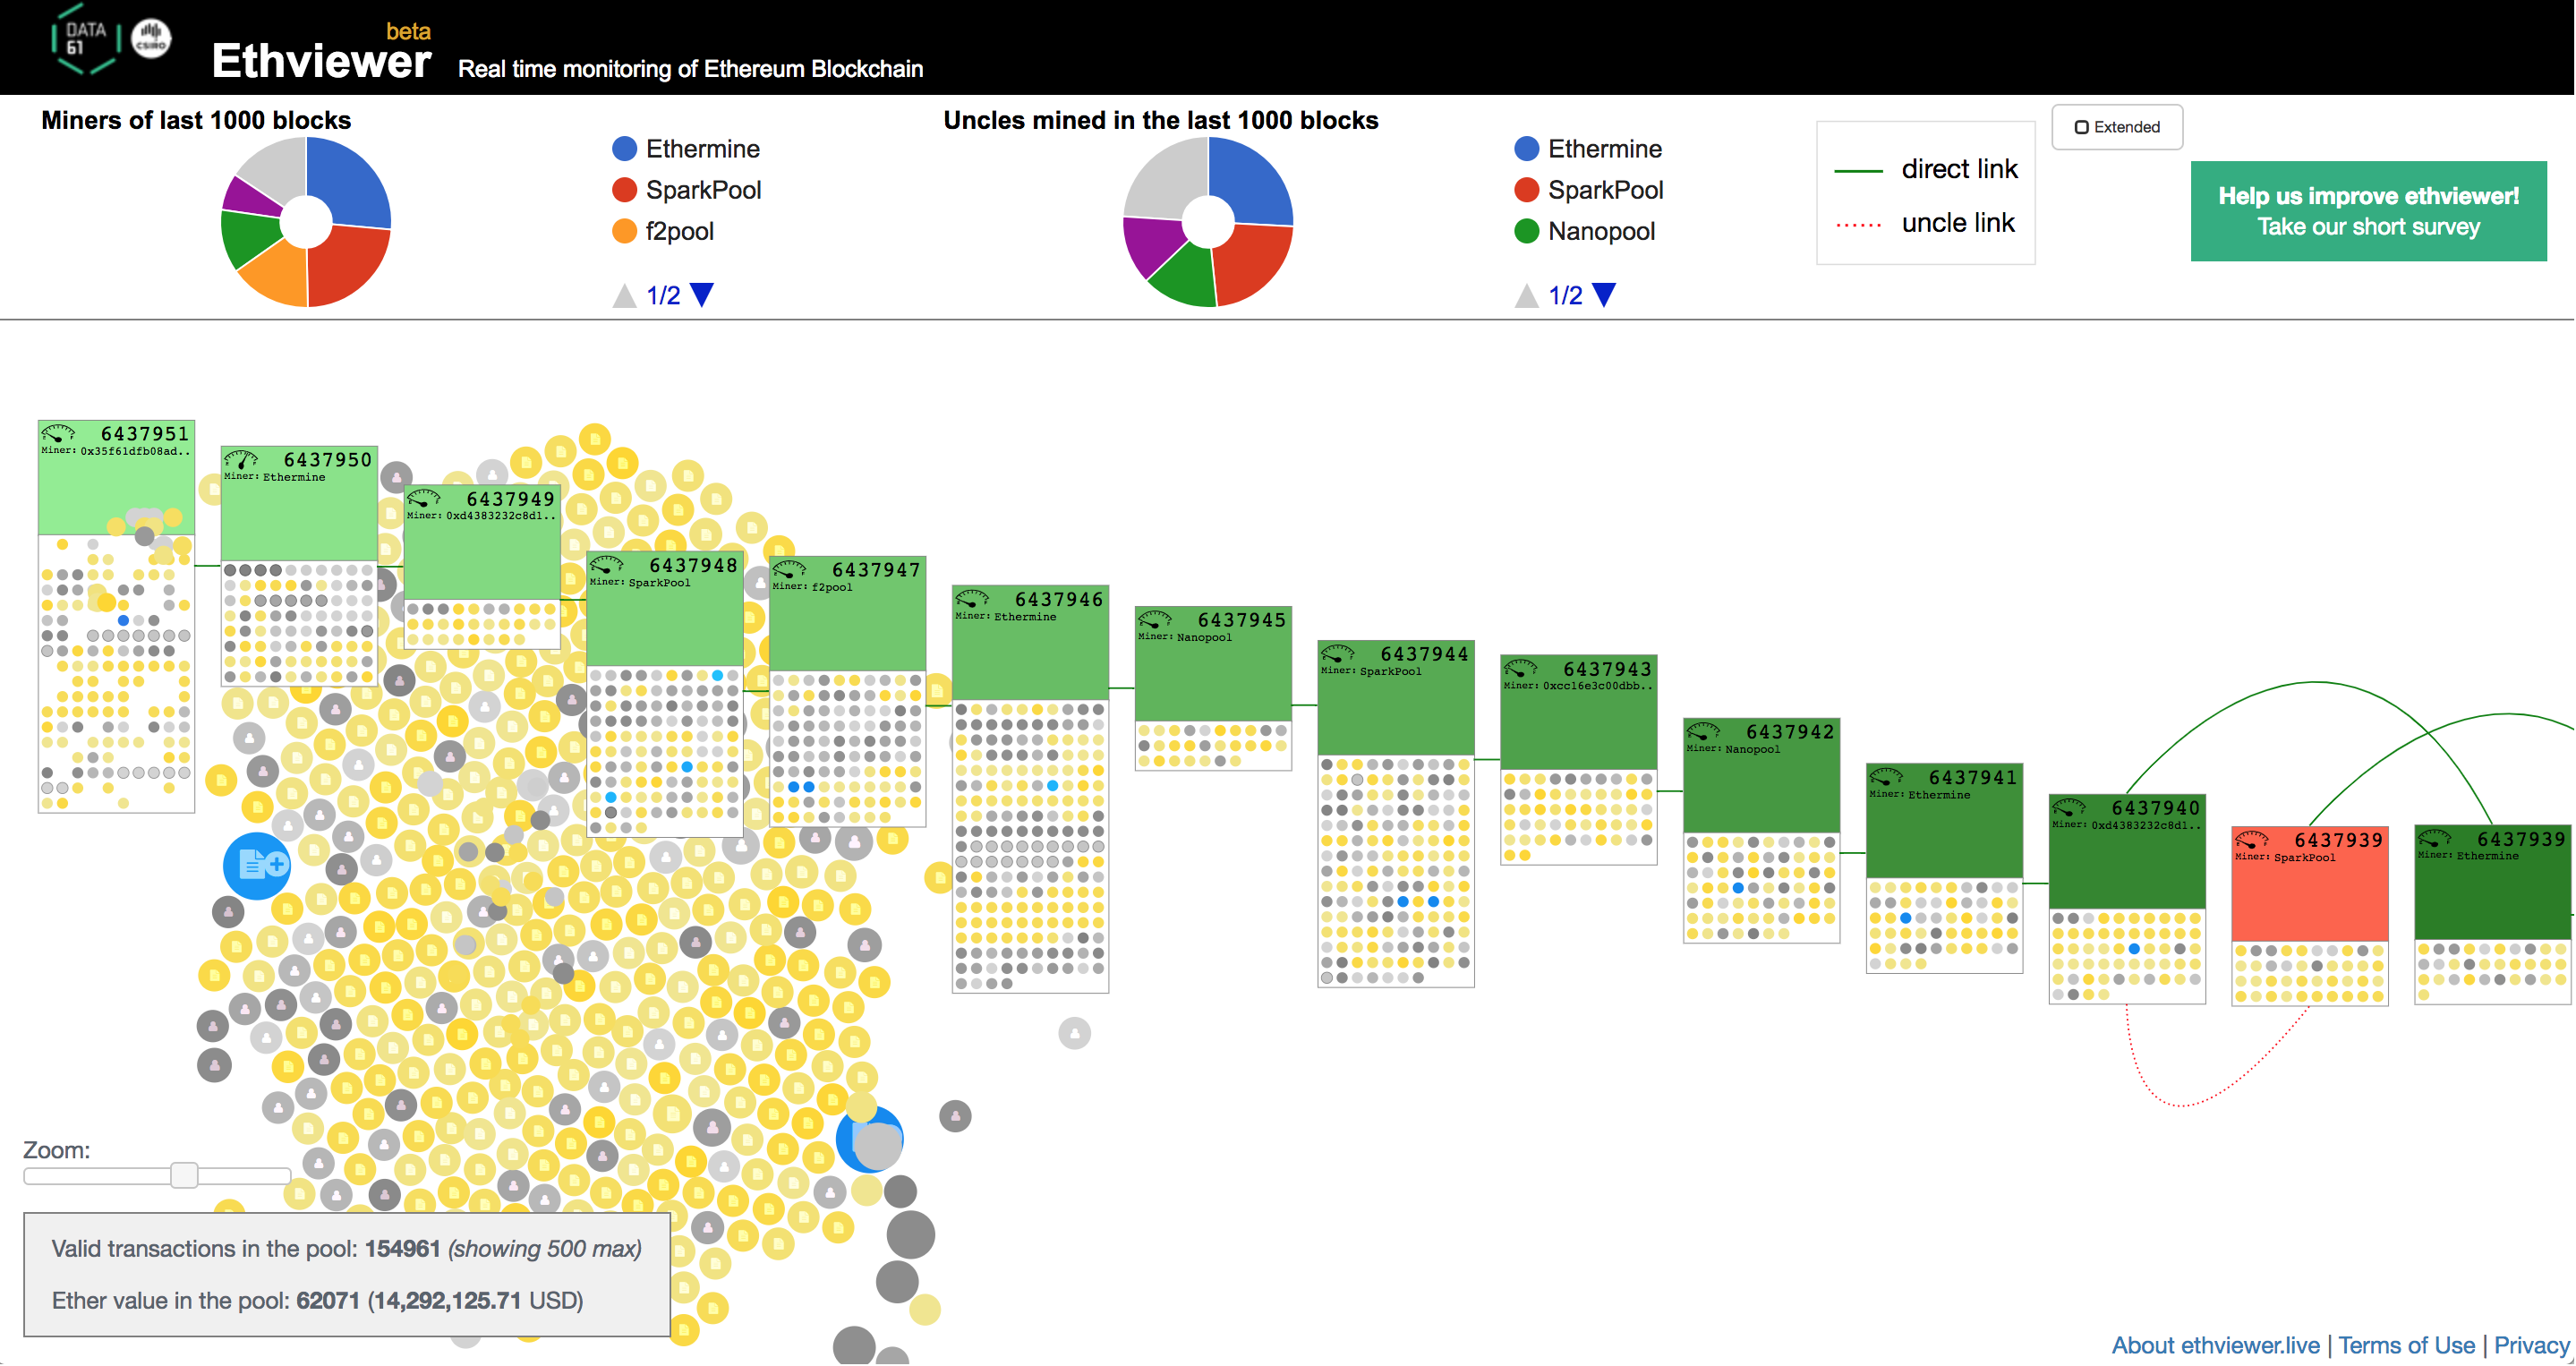 DATA
61
CSIRO
beta
Ethviewer
Real time monitoring of Ethereum Blockchain
Miners of last 1000 blocks
Ethermine
SparkPool
f2pool
1/2
Uncles mined in the last 1000 blocks
Ethermine
SparkPool
Nanopool
1/2
direct link
uncle link
Extended
Help us improve ethviewer!
Take our short survey
6437951
Miner: 0x35f61dfb08ad..
6437950
Miner: Ethermine
6437949
Miner: 0xd4383232c8d1..
6437948
Miner: SparkPool
6437947
Miner: f2pool
6437946
Miner: Ethermine
6437945
Miner: Nanopool
6437944
Miner: SparkPool
6437943
Miner: 0xcc16e3c00dbb..
6437942
Miner: Nanopool
6437941
Miner: Ethermine
6437940
Miner: 0xd4383232c8d1..
6437939
Miner: SparkPool
6437939
Miner: Ethermine
Zoom:
Valid transactions in the pool: 154961 (showing 500 max)
Ether value in the pool: 62071 (14,292,125.71 USD)
About ethviewer.live | Terms of Use | Privacy